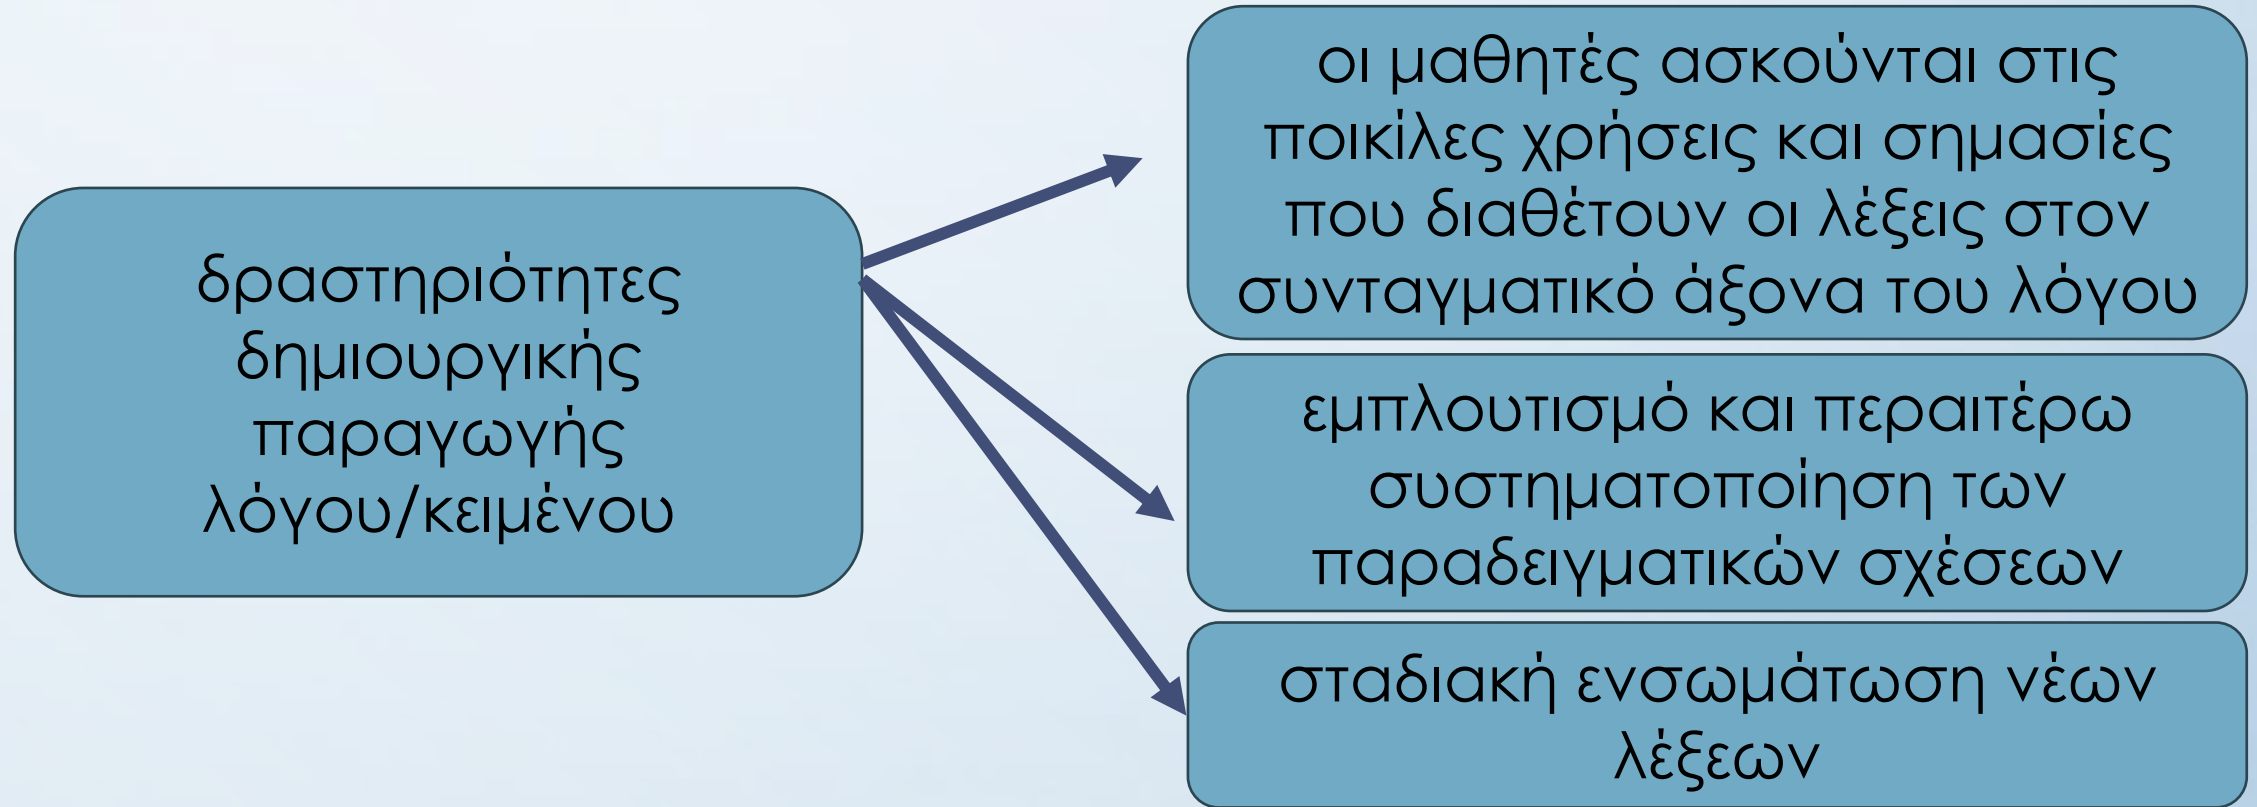 δραστηριότητες
δημιουργικής
παραγωγής
λόγου/κειμένου
οι μαθητές ασκούνται στις
ποικίλες χρήσεις και σημασίες
που διαθέτουν οι λέξεις στον
συνταγματικό άξονα του λόγου
εμπλουτισμό και περαιτέρω
συστηματοποίηση των
παραδειγματικών σχέσεων
σταδιακή ενσωμάτωση νέων
λέξεων